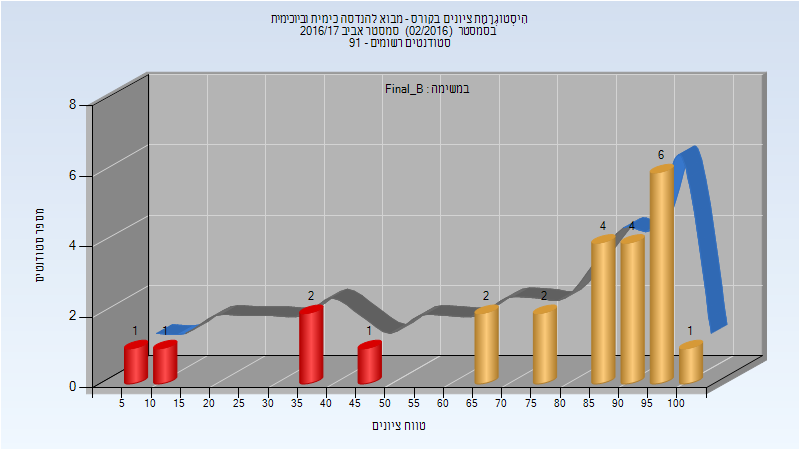 היסטוגרמת ציונים בקורס - מבוא להנדסה כימית וביוכימית
בסמסטר (02/2016) סמסטר אביב 2016/17
סטודנטים רשומים - 91
במשימה : Final_B
8
6
4
2
0
מספר סטודנטים
1
1
2
1
2
2
4
4
6
1
5 10 15 20 25 30 35 40 45 50 55 60 65 70 75 80 85 90 95 100
טווח ציונים